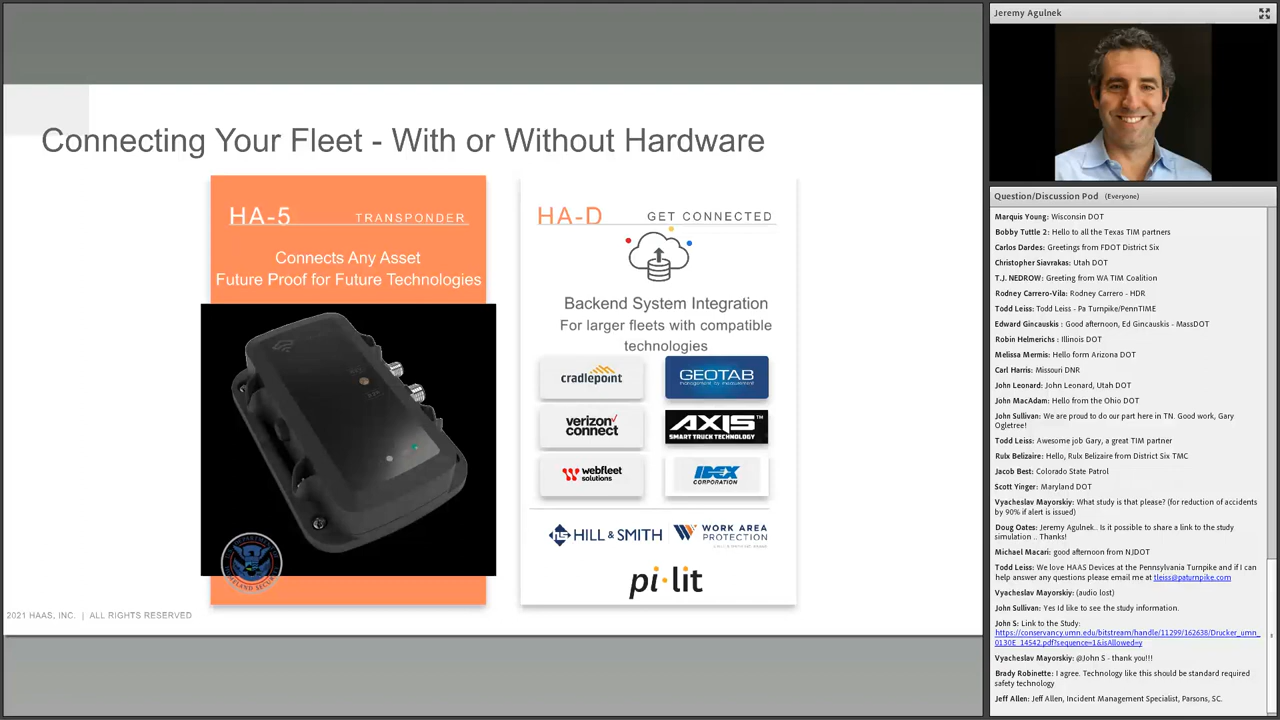 Jeremy Agulnek
Connecting Your Fleet - With or Without Hardware
HA-5 TRANSPONDER
Connects Any Asset
Future Proof for Future Technologies
HA-D GET CONNECTED
Backend System Integration
For larger fleets with compatible
technologies
cradlepoint
GEOTAB
management by measurement
verizon
connect
AXIS™
SMART TRUCK TECHNOLOGY
webfleet
solutions
IDEX
CORPORATION
HILL & SMITH
WORK AREA
PROTECTION
pi·lit
2021 HAAS, INC. | ALL RIGHTS RESERVED
Question/Discussion Pod (Everyone)
Marquis Young: Wisconsin DOT
Bobby Tuttle 2: Hello to all the Texas TIM partners
Carlos Dardes: Greetings from FDOT District Six
Christopher Siavrakas: Utah DOT
T.J. NEDROW: Greeting from WA TIM Coalition
Rodney Carrero-Vila: Rodney Carrero - HDR
Todd Leiss: Todd Leiss - Pa Turnpike/PennTIME
Edward Gincauskis : Good afternoon, Ed Gincauskis - MassDOT
Robin Helmerichs : Illinois DOT
Melissa Mermis: Hello form Arizona DOT
Carl Harris: Missouri DNR
John Leonard: John Leonard, Utah DOT
John MacAdam: Hello from the Ohio DOT
John Sullivan: We are proud to do our part here in TN. Good work, Gary
Ogletree!
Todd Leiss: Awesome job Gary, a great TIM partner
Rulx Belizaire: Hello, Rulx Belizaire from District Six TMC
Jacob Best: Colorado State Patrol
Scott Yinger: Maryland DOT
Vyacheslav Mayorskiy: What study is that please? (for reduction of accidents
by 90% if alert is issued)
Doug Oates: Jeremy Agulnek.. Is it possible to share a link to the study
simulation .. Thanks!
Michael Macari: good afternoon from NJDOT
Todd Leiss: We love HAAS Devices at the Pennsylvania Turnpike and if I can
help answer any questions please email me at tleiss@paturnpike.com
Vyacheslav Mayorskiy: (audio lost)
John Sullivan: Yes Id like to see the study information.
John S: Link to the Study:
https://conservancy.umn.edu/bitstream/handle/11299/162638/Drucker_umn_
0130E_14542.pdf?sequence=1&isAllowed=y
Vyacheslav Mayorskiy: @John S - thank you!!!
Brady Robinette: I agree. Technology like this should be standard required
safety technology
Jeff Allen: Jeff Allen, Incident Management Specialist, Parsons, SC.